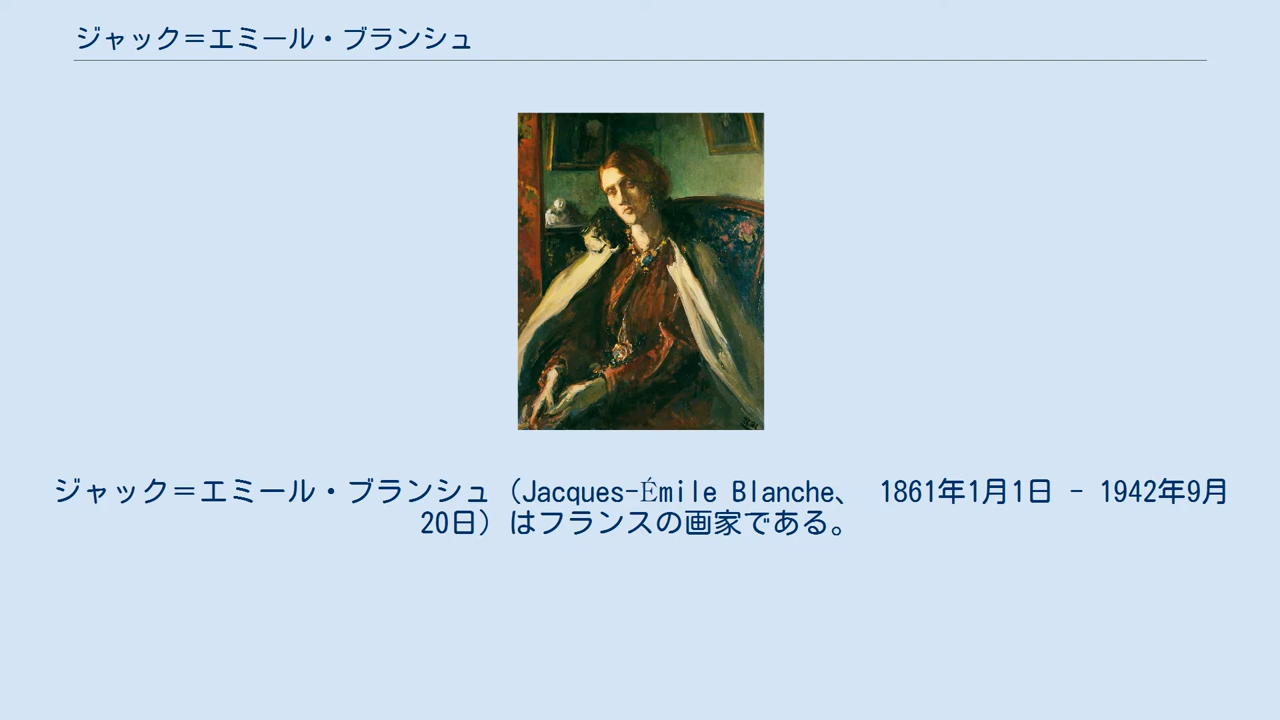 ジャック＝エミール・ブランシュ
ジャック＝エミール・ブランシュ（Jacques-Émile Blanche、 1861年1月1日 - 1942年9月
20日）はフランスの画家である。